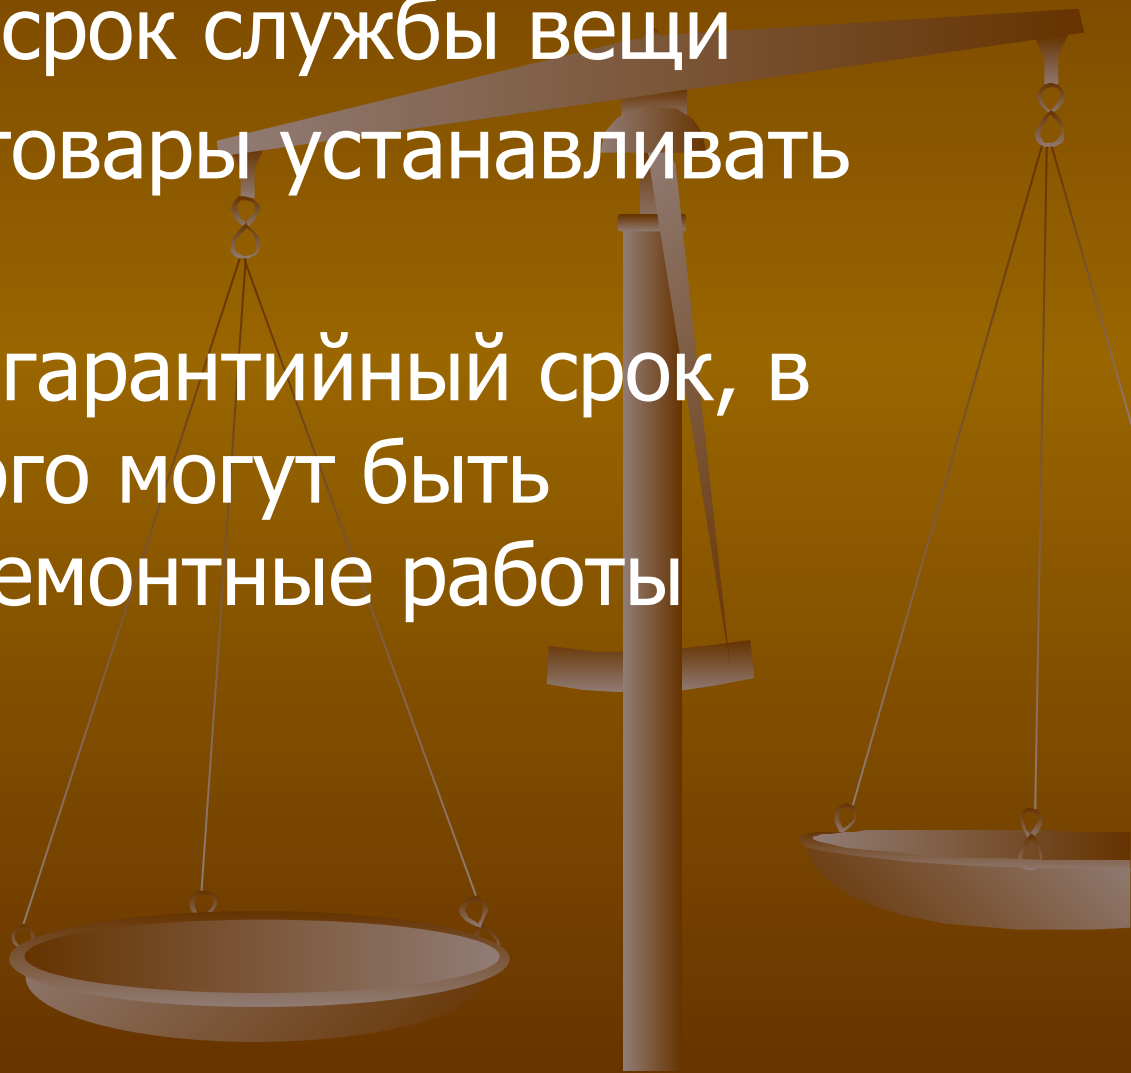 срок службы вещи
товары устанавливать
гарантийный срок, в
ого могут быть
емонтные работы